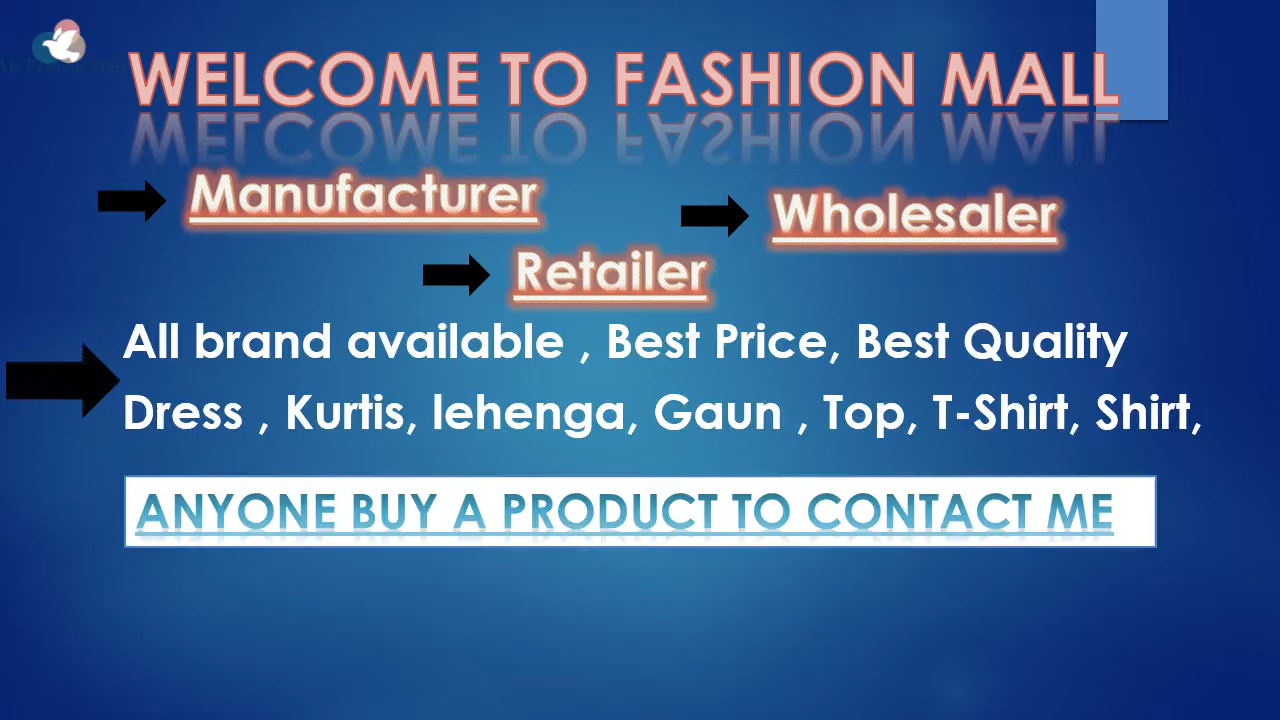 WELCOME TO FASHION MALL
Manufacturer
Wholesaler
Retailer
All brand available , Best Price, Best Quality
Dress , Kurtis, lehenga, Gaun , Top, T-Shirt, Shirt,
ANYONE BUY A PRODUCT TO CONTACT ME